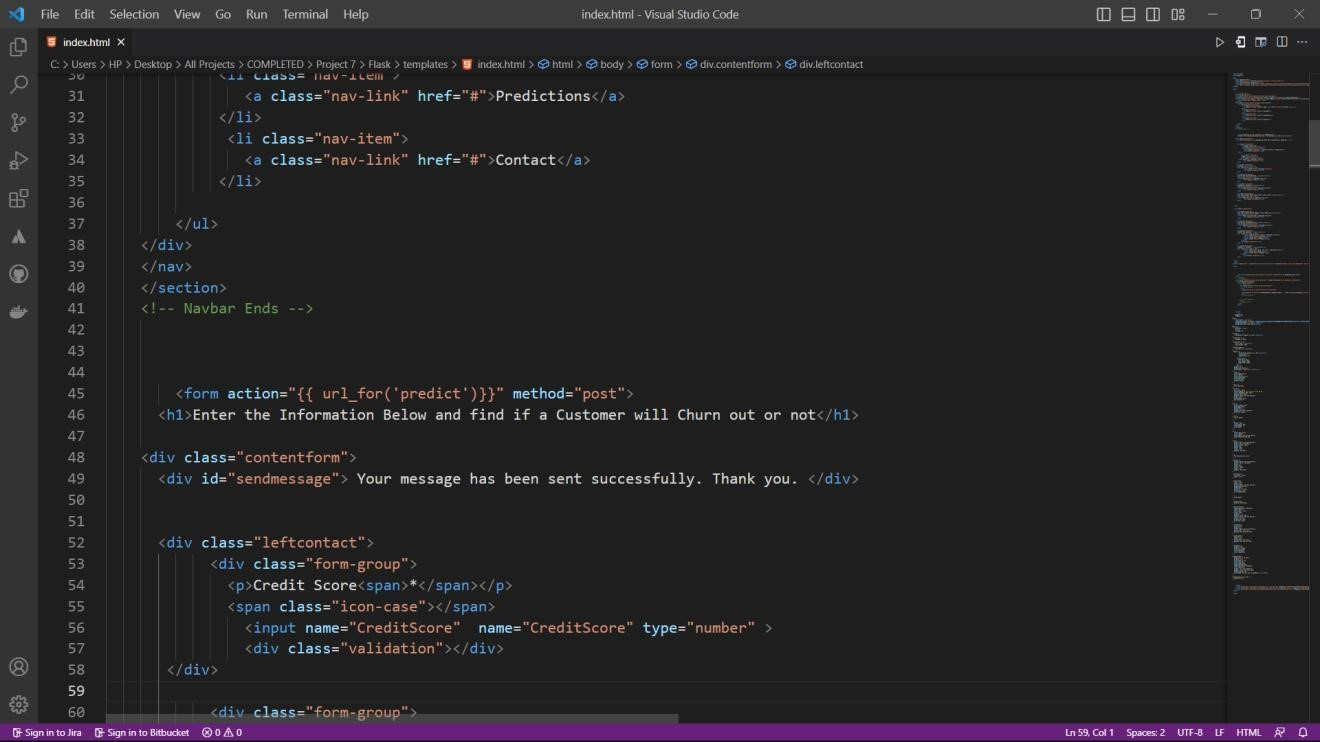 File Edit Selection View Go Run Terminal Help index.html - Visual Studio Code
index.html
C: > Users > HP > Desktop > All Projects > COMPLETED > Project 7 > Flask > templates > index.html > html > body > form > div.contentform > div.leftcontact
30 <li class="nav-item">
31 <a class="nav-link" href="#">Predictions</a>
32 </li>
33 <li class="nav-item">
34 <a class="nav-link" href="#">Contact</a>
35 </li>
36
37 </ul>
38 </div>
39 </nav>
40 </section>
41 <!-- Navbar Ends -->
42
43
44
45 <form action="{{ url_for('predict')}}" method="post">
46 <h1>Enter the Information Below and find if a Customer will Churn out or not</h1>
47
48 <div class="contentform">
49 <div id="sendmessage"> Your message has been sent successfully. Thank you. </div>
50
51
52 <div class="leftcontact">
53 <div class="form-group">
54 <p>Credit Score<span>*</span></p>
55 <span class="icon-case"></span>
56 <input name="CreditScore"  name="CreditScore" type="number" >
57 <div class="validation"></div>
58 </div>
59
60 <div class="form-group">
Sign in to Jira Sign in to Bitbucket 0 0 Ln 59, Col 1 Spaces: 2 UTF-8 LF HTML